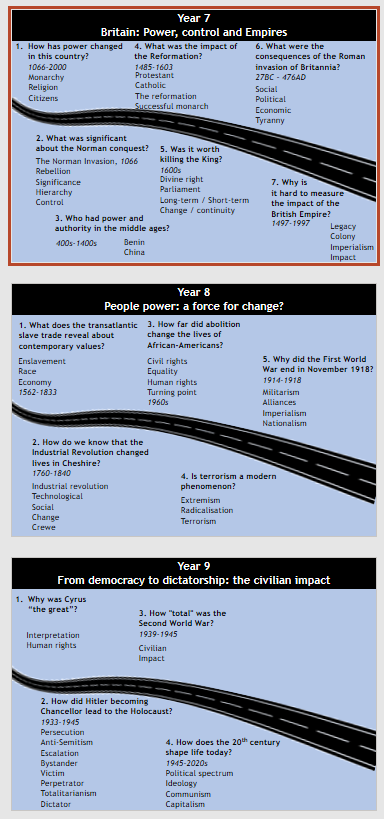 Year 7
Britain: Power, control and Empires
1. How has power changed
in this country?
1066-2000
Monarchy
Religion
Citizens
4. What was the impact of
the Reformation?
1485-1603
Protestant
Catholic
The reformation
Successful monarch
6. What were the
consequences of the Roman
invasion of Britannia?
27BC - 476AD
Social
Political
Economic
Tyranny
2. What was significant
about the Norman conquest?
The Norman Invasion, 1066
Rebellion
Significance
Hierarchy
Control
5. Was it worth
killing the King?
1600s
Divine right
Parliament
Long-term / Short-term
Change / continuity
7. Why is
it hard to measure
the impact of the
British Empire?
1497-1997
Legacy
Colony
Imperialism
Impact
3. Who had power and
authority in the middle ages?
400s-1400s
Benin
China
Year 8
People power: a force for change?
1. What does the transatlantic
slave trade reveal about
contemporary values?
Enslavement
Race
Economy
1562-1833
3. How far did abolition
change the lives of
African-Americans?
Civil rights
Equality
Human rights
Turning point
1960s
5. Why did the First World
War end in November 1918?
1914-1918
Militarism
Alliances
Imperialism
Nationalism
2. How do we know that the
Industrial Revolution changed
lives in Cheshire?
1760-1840
Industrial revolution
Technological
Social
Change
Crewe
4. Is terrorism a modern
phenomenon?
Extremism
Radicalisation
Terrorism
Year 9
From democracy to dictatorship: the civilian impact
1. Why was Cyrus
"the great"?
Interpretation
Human rights
3. How "total" was the
Second World War?
1939-1945
Civilian
Impact
2. How did Hitler becoming
Chancellor lead to the Holocaust?
1933-1945
Persecution
Anti-Semitism
Escalation
Bystander
Victim
Perpetrator
Totalitarianism
Dictator
4. How does the 20th century
shape life today?
1945-2020s
Political spectrum
Ideology
Communism
Capitalism